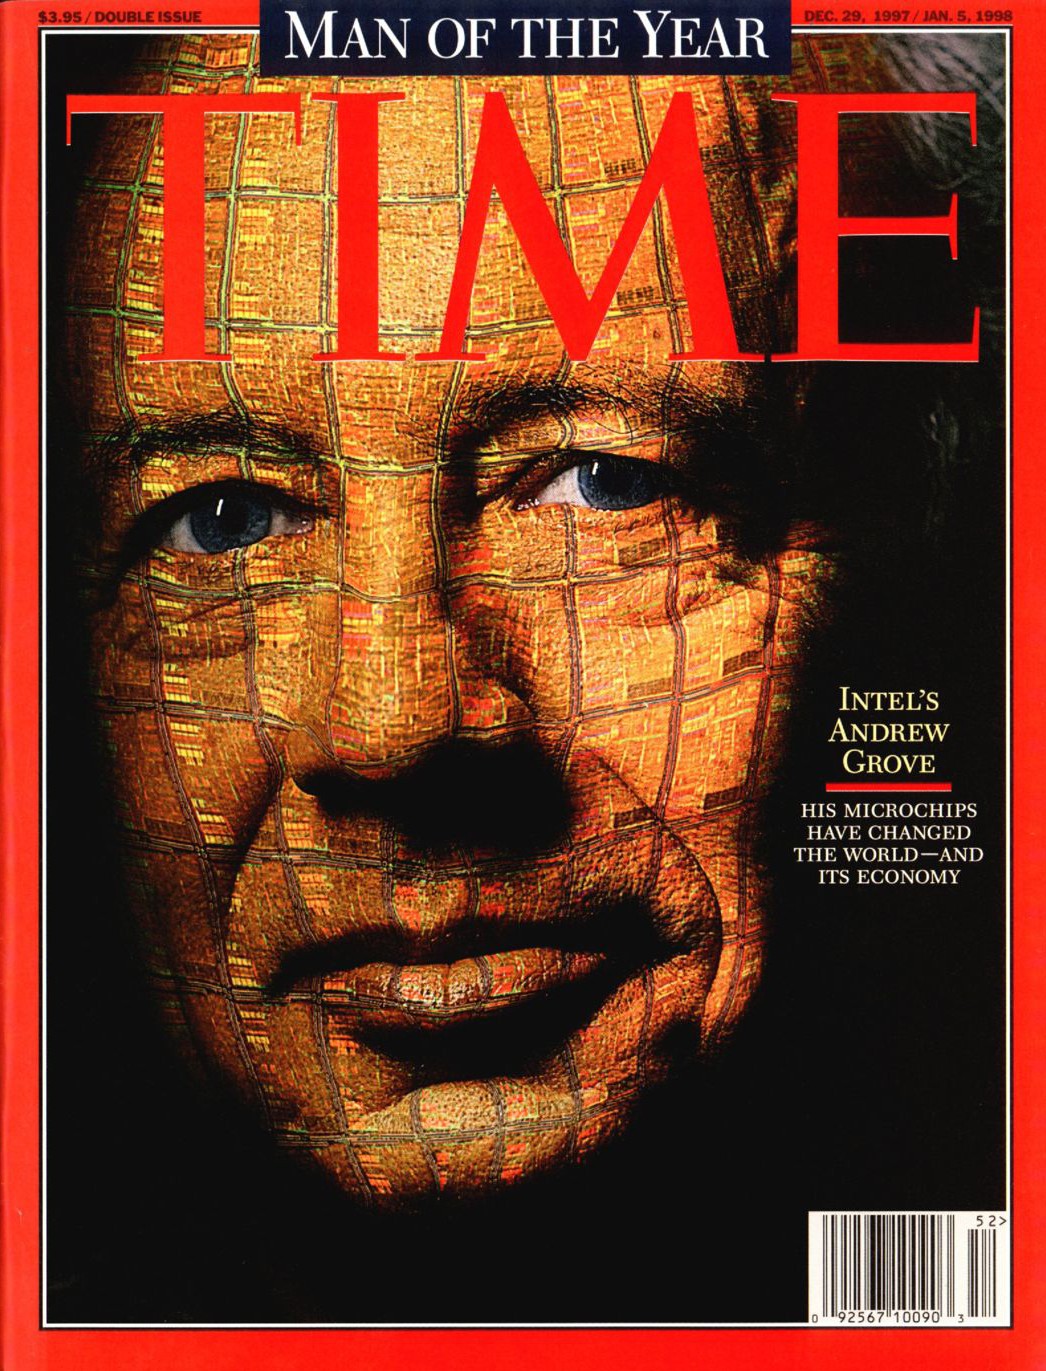 $3.95 / DOUBLE ISSUE
MAN OF THE YEAR
DEC. 29, 1997 / JAN. 5, 1998
TIME
INTEL'S
ANDREW
GROVE
HIS MICROCHIPS
HAVE CHANGED
THE WORLD—AND
ITS ECONOMY
52>
0 92567 10090 3